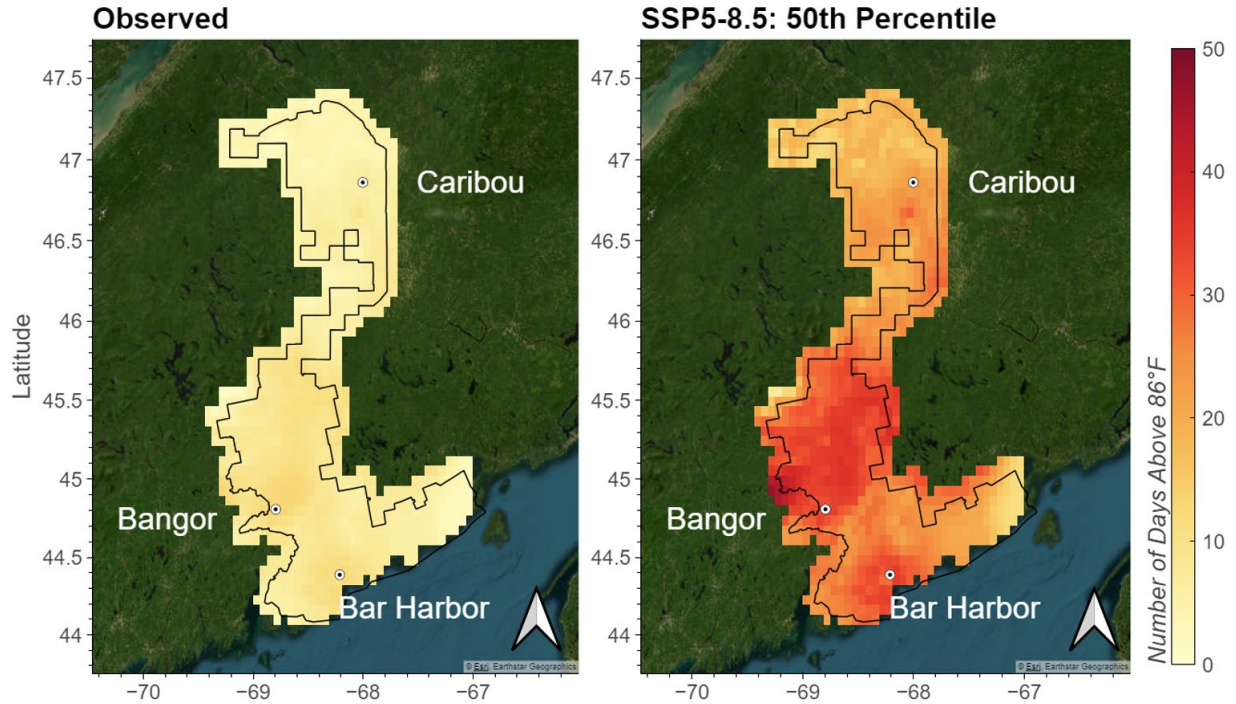 Observed
SSP5-8.5: 50th Percentile
Latitude
47.5
47
46.5
46
45.5
45
44.5
44
Caribou
Bangor
Bar Harbor
© Esri, Earthstar Geographics
−70
−69
−68
−67
47.5
47
46.5
46
45.5
45
44.5
44
Caribou
Bangor
Bar Harbor
© Esri, Earthstar Geographics
−70
−69
−68
−67
50
40
30
20
10
0
Number of Days Above 86°F